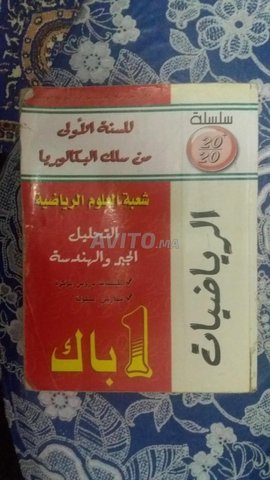 سلسلة
20
20
للسنة الأولى
من سلك البكالوريا
شعبة العلوم الرياضية
التحليل
الجبر والهندسة
AVITO.ma
الرياضيات
1 باك